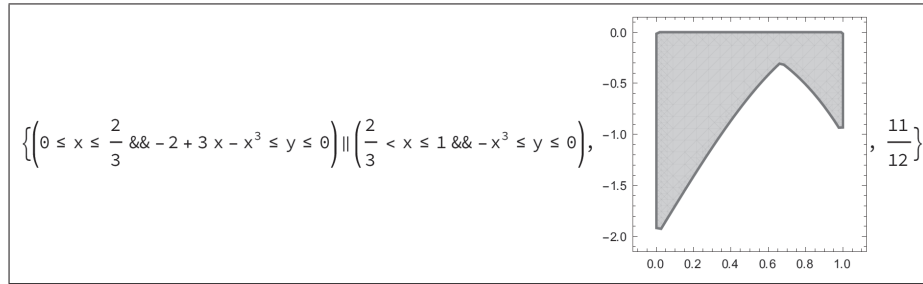 {(0 ≤ x ≤ 2/3 && -2 + 3 x - x³ ≤ y ≤ 0) || (2/3 < x ≤ 1 && -x³ ≤ y ≤ 0), , 11/12}
0.0
-0.5
-1.0
-1.5
-2.0
0.0 0.2 0.4 0.6 0.8 1.0